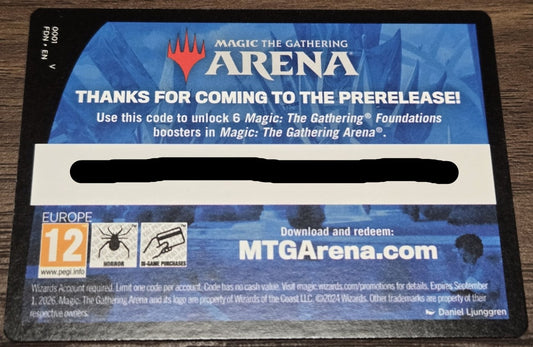 0001 V
FDN • EN
MAGIC THE GATHERING
ARENA
THANKS FOR COMING TO THE PRERELEASE!
Use this code to unlock 6 Magic: The Gathering® Foundations
boosters in Magic: The Gathering Arena®.
EUROPE
12
www.pegi.info
HORROR
IN-GAME PURCHASES
Download and redeem:
MTGArena.com
Wizards Account required. Limit one code per account. Code has no cash value. Visit magic.wizards.com/promotions for details. Expires September
1, 2026. Magic: The Gathering Arena and its logo are property of Wizards of the Coast LLC. ©2024 Wizards. Other trademarks are property of their
respective owners.
Daniel Ljunggren